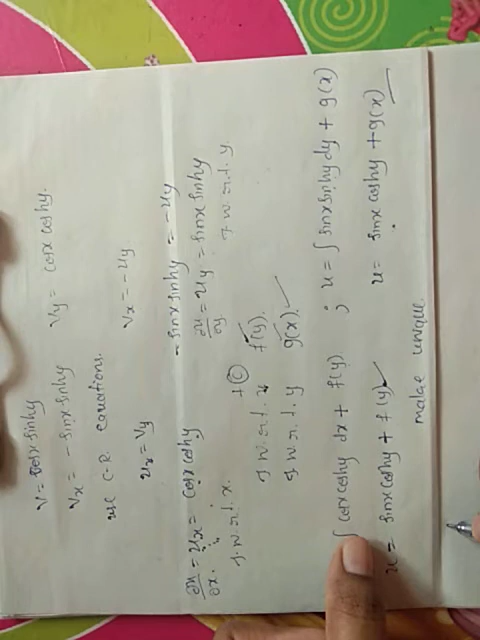 V = cosx sinhy
Vx = -sinx sinhy    Vy = cosx coshy.
use C-R equations.
ux = Vy    Vx = -uy
-sinx sinhy = -uy
∂u/∂x = ux = cosx coshy    ∂u/∂y = uy = sinx sinhy
I w.r.t. x.    I w.r.t. y.
+ C
I w.r.t. x f(y).
I w.r.t. y g(x).
∫ cosx coshy dx + f(y) ; u = ∫ sinx sinhy dy + g(x)
u = sinx coshy + f(y)    u = sinx coshy + g(x)
make unique.